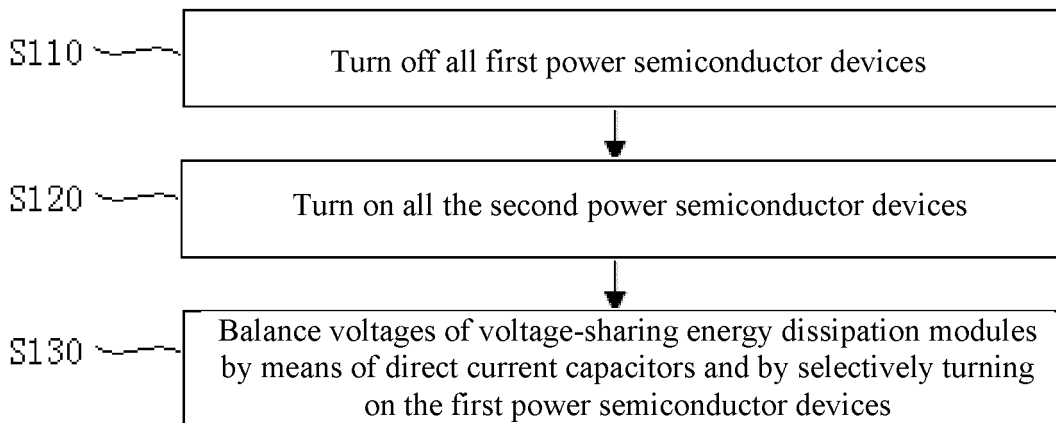 S110
Turn off all first power semiconductor devices
S120
Turn on all the second power semiconductor devices
S130
Balance voltages of voltage-sharing energy dissipation modules
by means of direct current capacitors and by selectively turning
on the first power semiconductor devices